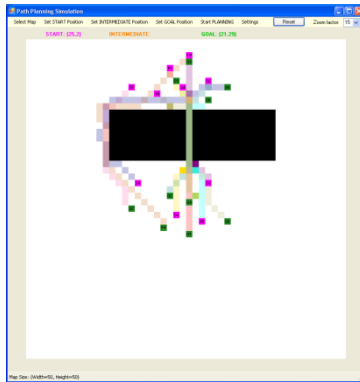 Path Planning Simulation
Select Map Set START Position Set INTERMEDIATE Position Set GOAL Position Start PLANNING Settings Reset Zoom factor 15
START: (25,2) INTERMEDIATE: GOAL: (21,29)
Map Size: (Width=50, Height=50)